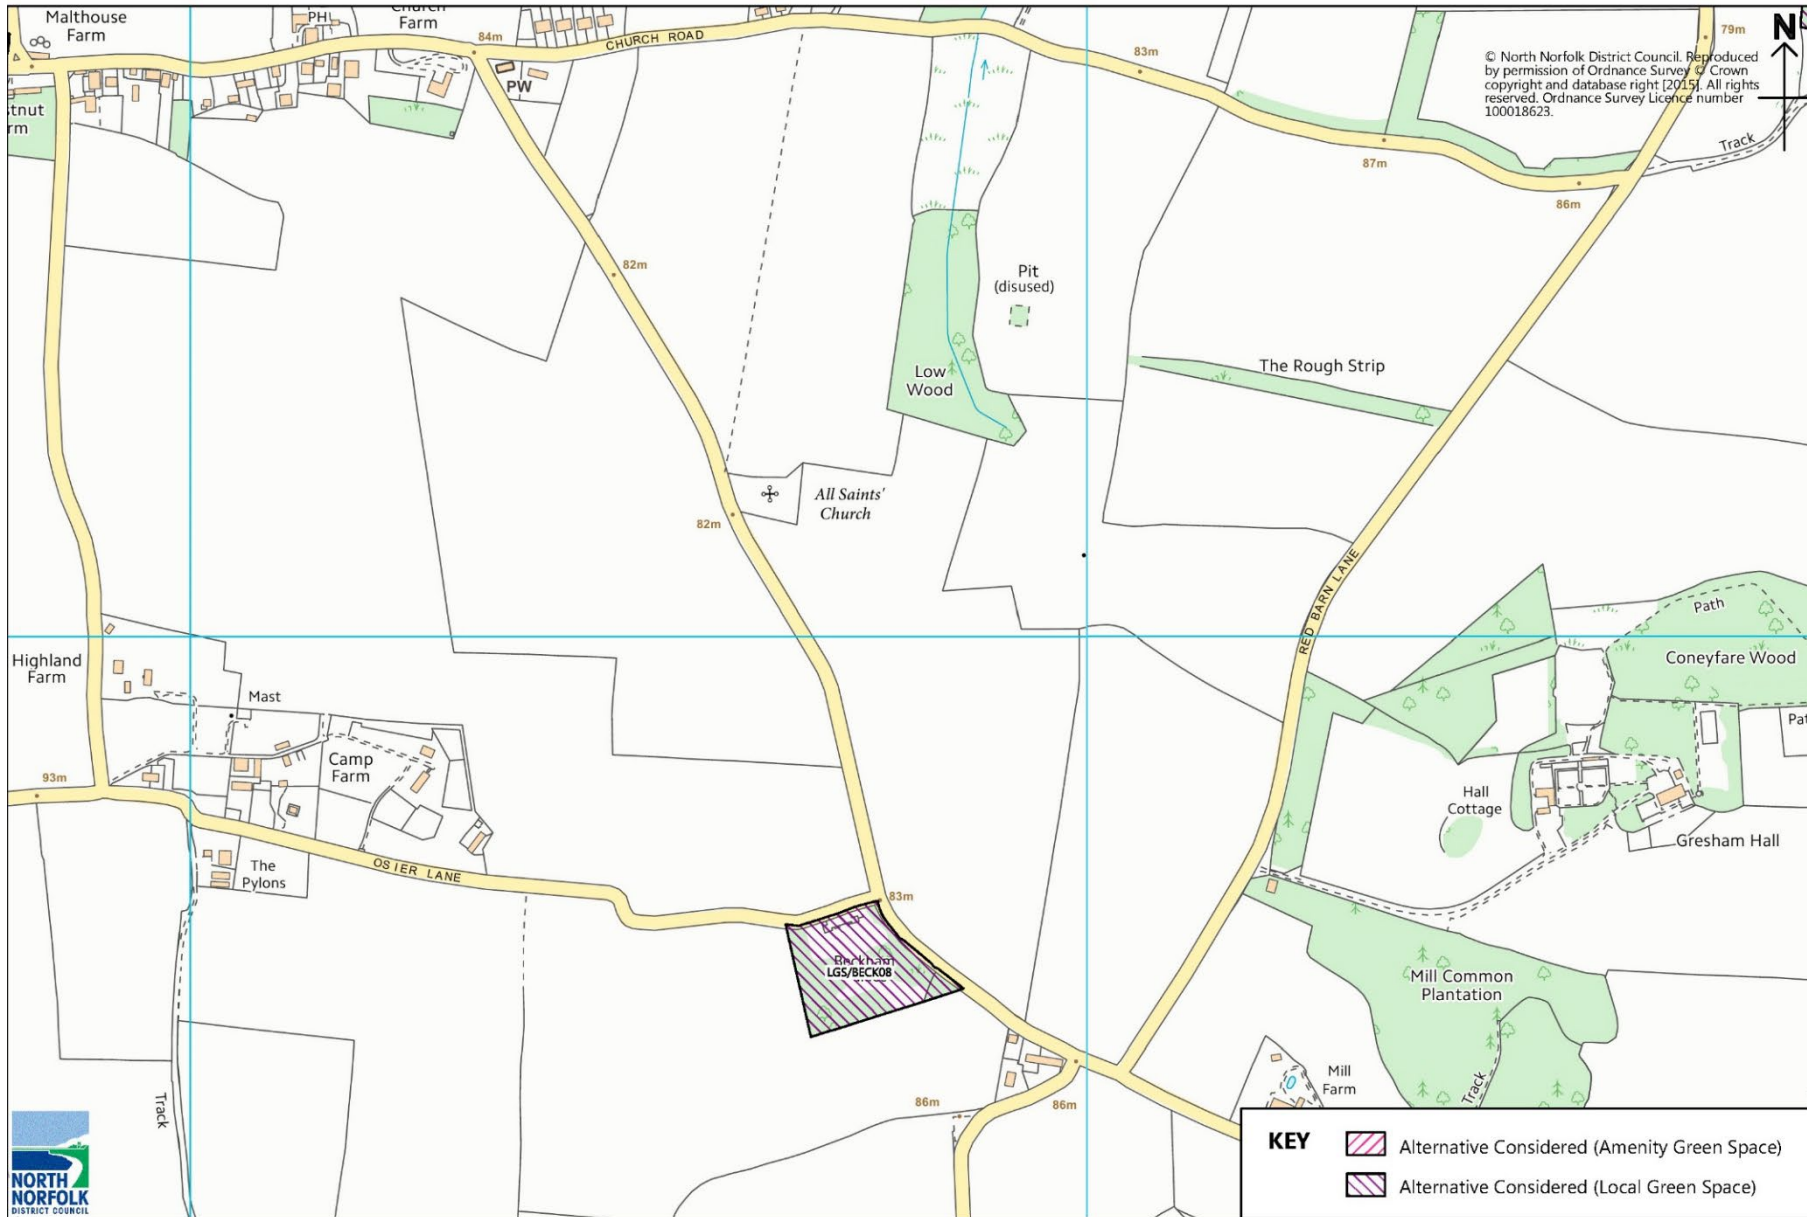 Malthouse
Farm
PH
Church
Farm
84m
CHURCH ROAD
PW
83m
79m
N
© North Norfolk District Council. Reproduced
by permission of Ordnance Survey © Crown
copyright and database right [2015]. All rights
reserved. Ordnance Survey Licence number
100018623.
stnut
rm
Track
87m
86m
82m
Pit
(disused)
Low
Wood
The Rough Strip
82m
All Saints'
Church
RED BARN LANE
Path
Coneyfare Wood
Highland
Farm
Mast
Camp
Farm
93m
Hall
Cottage
Gresham Hall
The
Pylons
OSIER LANE
83m
Beckham
LGS/BECK08
Mill Common
Plantation
Track
Track
Mill
Farm
86m
86m
KEY
Alternative Considered (Amenity Green Space)
Alternative Considered (Local Green Space)
NORTH
NORFOLK
DISTRICT COUNCIL